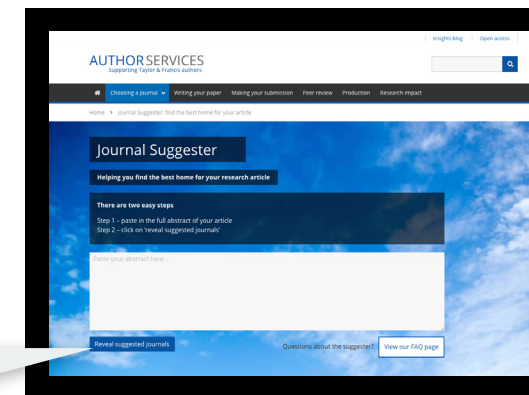 Insights blog Open access
AUTHOR SERVICES
Supporting Taylor & Francis authors
Choosing a journal Writing your paper Making your submission Peer review Production Research impact
Home > Journal suggester: find the best home for your article
Journal Suggester
Helping you find the best home for your research article
There are two easy steps
Step 1 – paste in the full abstract of your article
Step 2 – click on 'reveal suggested journals'
Paste your abstract here...
Reveal suggested journals
Questions about the suggester? View our FAQ page